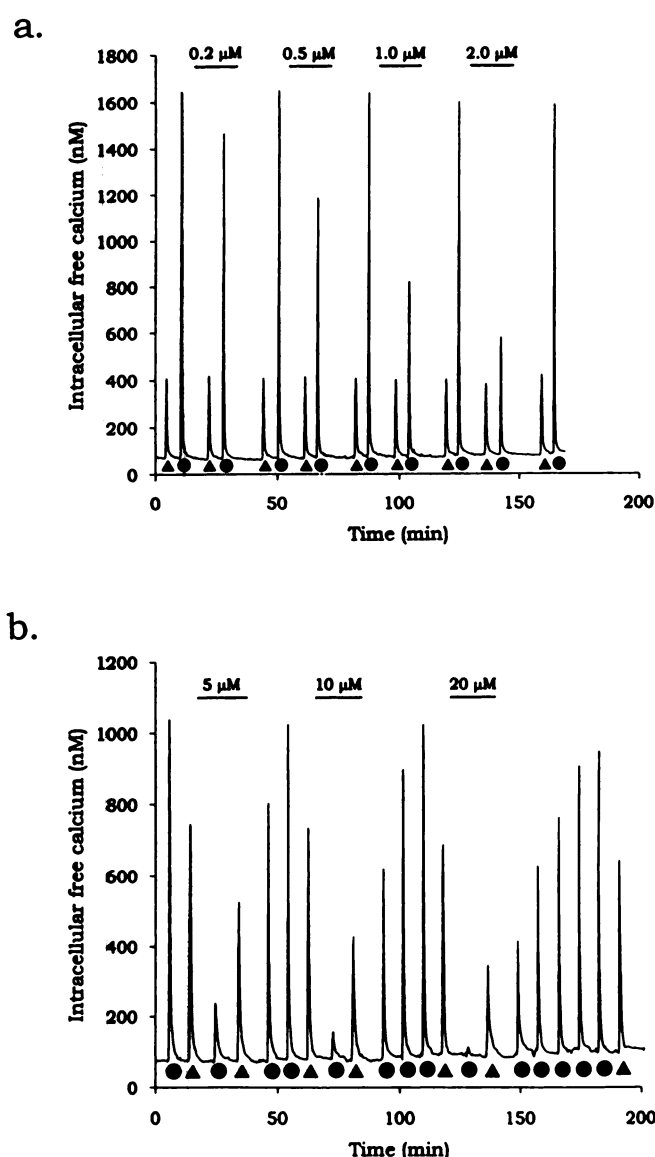 a.
1800
0.2 μM 0.5 μM 1.0 μM 2.0 μM
1600
1400
1200
1000
800
600
400
200
0
Intracellular free calcium (nM)
0 50 100 150 200
Time (min)
b.
1200
5 μM 10 μM 20 μM
1000
800
600
400
200
0
Intracellular free calcium (nM)
0 50 100 150 200
Time (min)